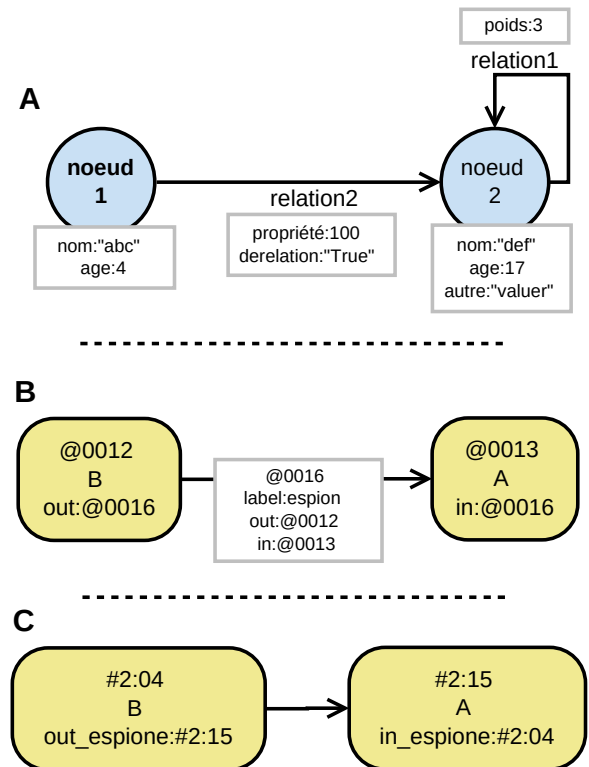 poids:3
relation1
A
noeud
1
noeud
2
relation2
nom:"abc"
age:4
propriété:100
derelation:"True"
nom:"def"
age:17
autre:"valuer"
B
@0012
B
out:@0016
@0016
label:espion
out:@0012
in:@0013
@0013
A
in:@0016
C
#2:04
B
out_espione:#2:15
#2:15
A
in_espione:#2:04